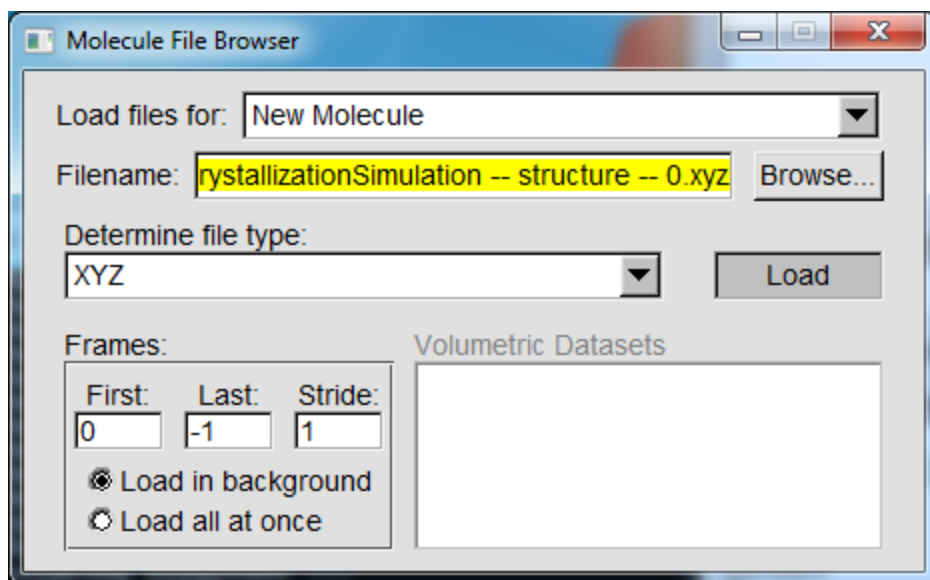 Molecule File Browser
Load files for: New Molecule
Filename: rystallizationSimulation -- structure -- 0.xyz Browse...
Determine file type:
XYZ Load
Frames: Volumetric Datasets
First: Last: Stride:
0 -1 1
Load in background
Load all at once